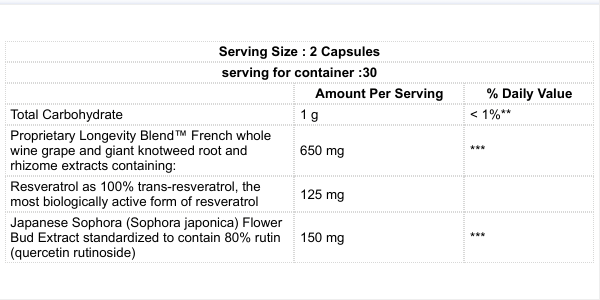 Serving Size : 2 Capsules
serving for container :30
Amount Per Serving % Daily Value
Total Carbohydrate 1 g < 1%**
Proprietary Longevity Blend™ French whole
wine grape and giant knotweed root and 650 mg ***
rhizome extracts containing:
Resveratrol as 100% trans-resveratrol, the 125 mg
most biologically active form of resveratrol
Japanese Sophora (Sophora japonica) Flower
Bud Extract standardized to contain 80% rutin 150 mg ***
(quercetin rutinoside)